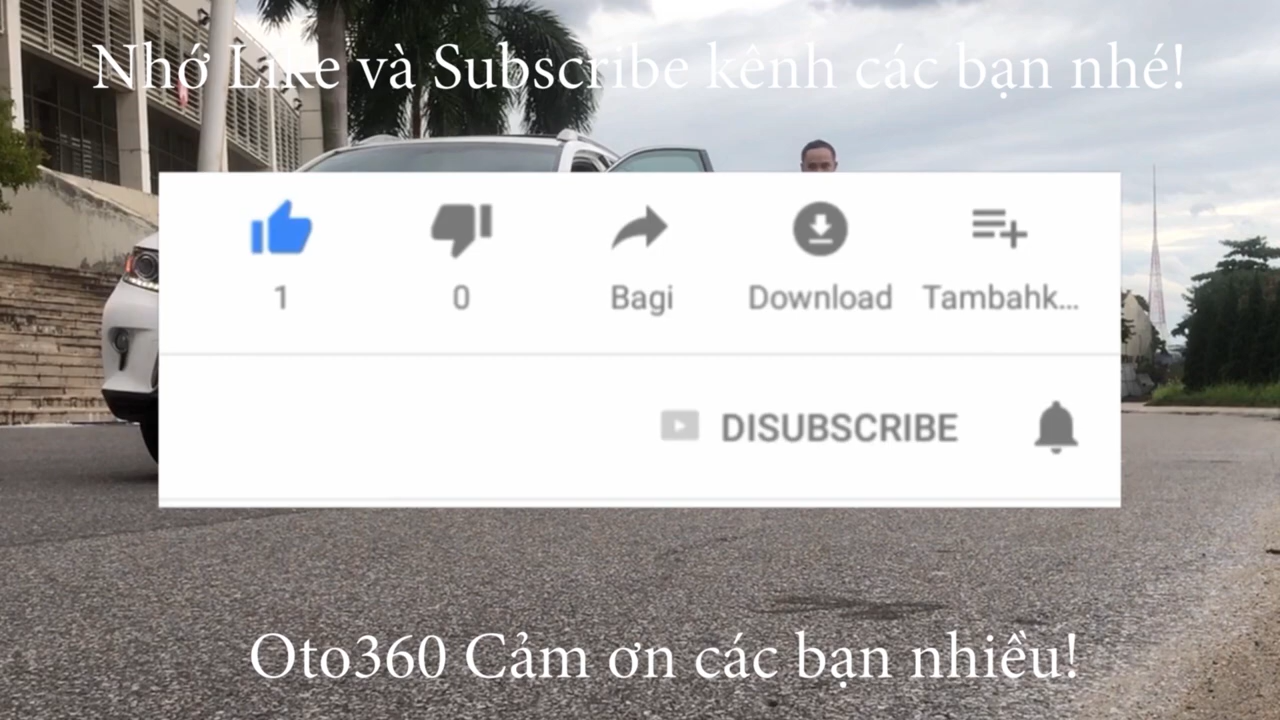 Nhớ Like và Subscribe kênh các bạn nhé!
1 0 Bagi Download Tambahk...
DISUBSCRIBE
Oto360 Cảm ơn các bạn nhiều!